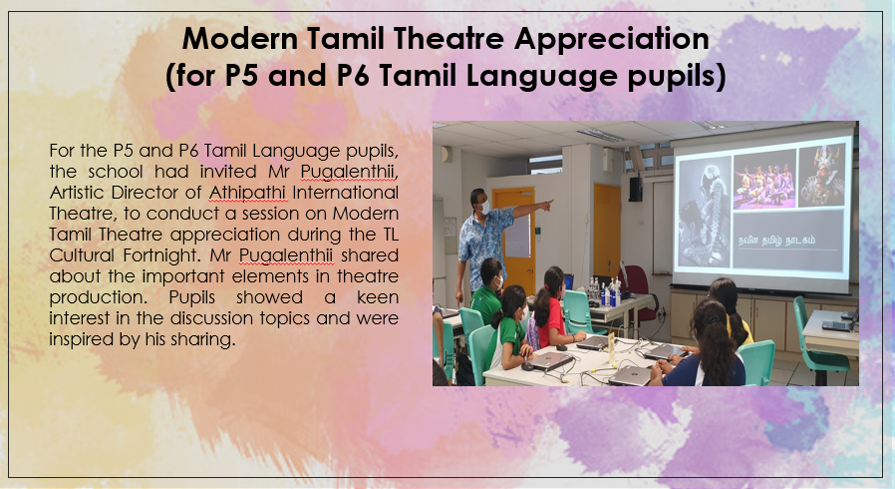 Modern Tamil Theatre Appreciation
(for P5 and P6 Tamil Language pupils)
For the P5 and P6 Tamil Language pupils,
the school had invited Mr Pugalenthii,
Artistic Director of Athipathi International
Theatre, to conduct a session on Modern
Tamil Theatre appreciation during the TL
Cultural Fortnight. Mr Pugalenthii shared
about the important elements in theatre
production. Pupils showed a keen
interest in the discussion topics and were
inspired by his sharing.
நவீன தமிழ் நாடகம்